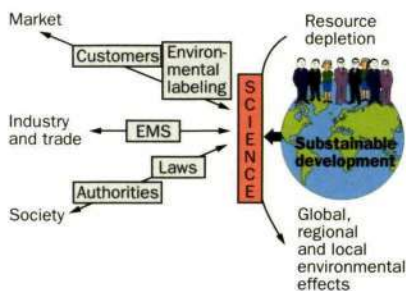 Market
Customers
Environ-
mental
labeling
Resource
depletion
Industry
and trade
EMS
SCIENCE
Substainable
development
Laws
Authorities
Society
Global,
regional
and local
environmental
effects